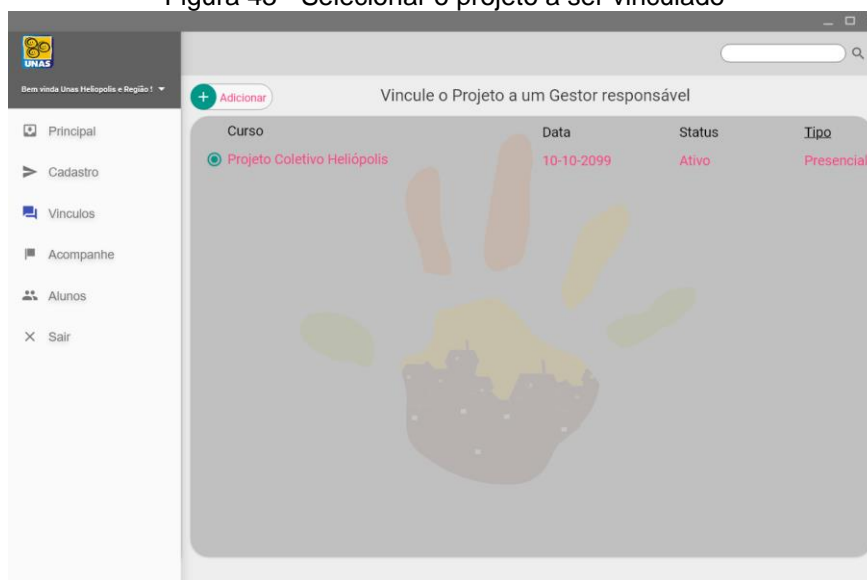 Figura 48 - Selecionar o projeto a ser vinculado
UNAS
Bem vinda Unas Heliopolis e Região !
Adicionar
Vincule o Projeto a um Gestor responsável
Principal
Cadastro
Vinculos
Acompanhe
Alunos
Sair
Curso Data Status Tipo
Projeto Coletivo Heliópolis 10-10-2099 Ativo Presencial